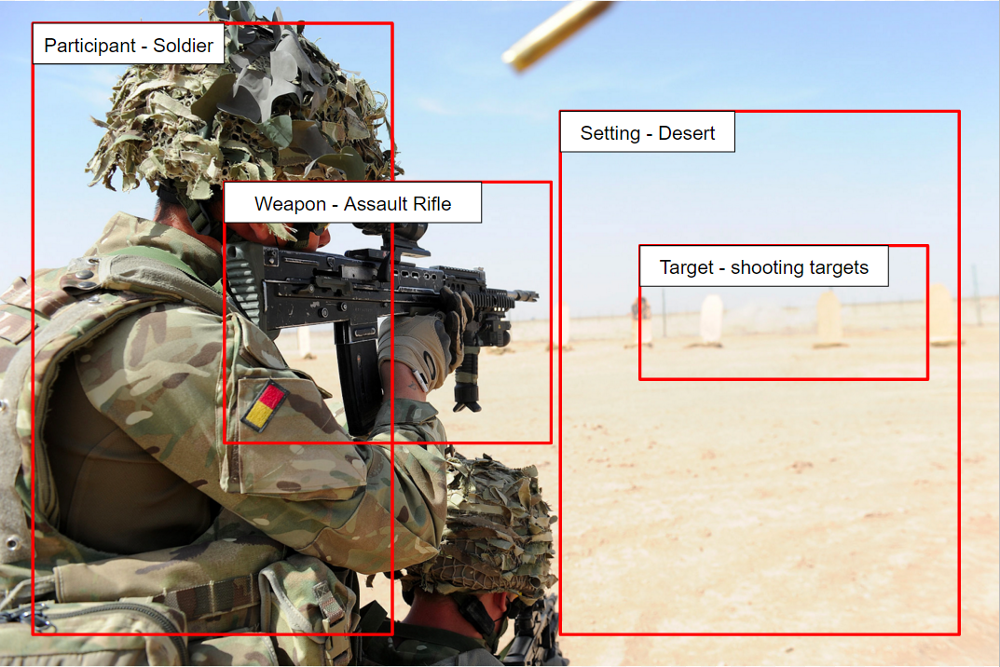 Participant - Soldier
Setting - Desert
Weapon - Assault Rifle
Target - shooting targets